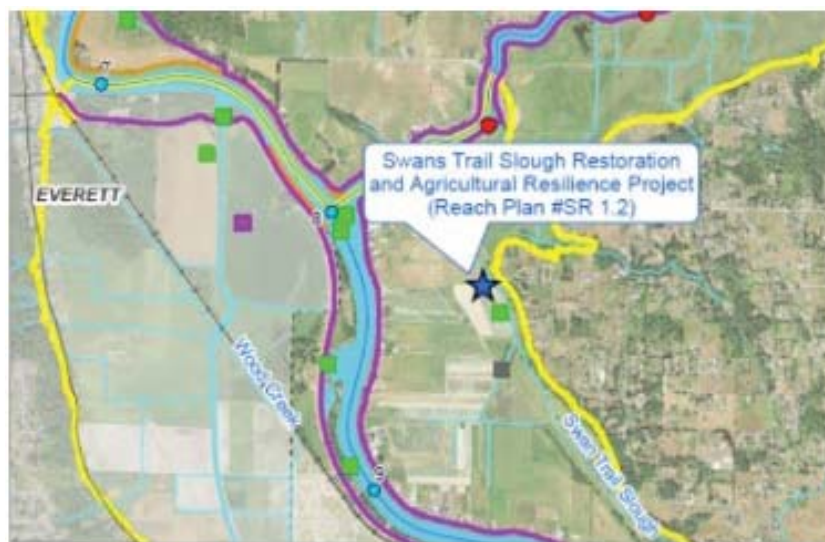 Swans Trail Slough Restoration
and Agricultural Resilience Project
(Reach Plan #SR 1.2)
EVERETT
Wood Creek
Swan Trail Slough